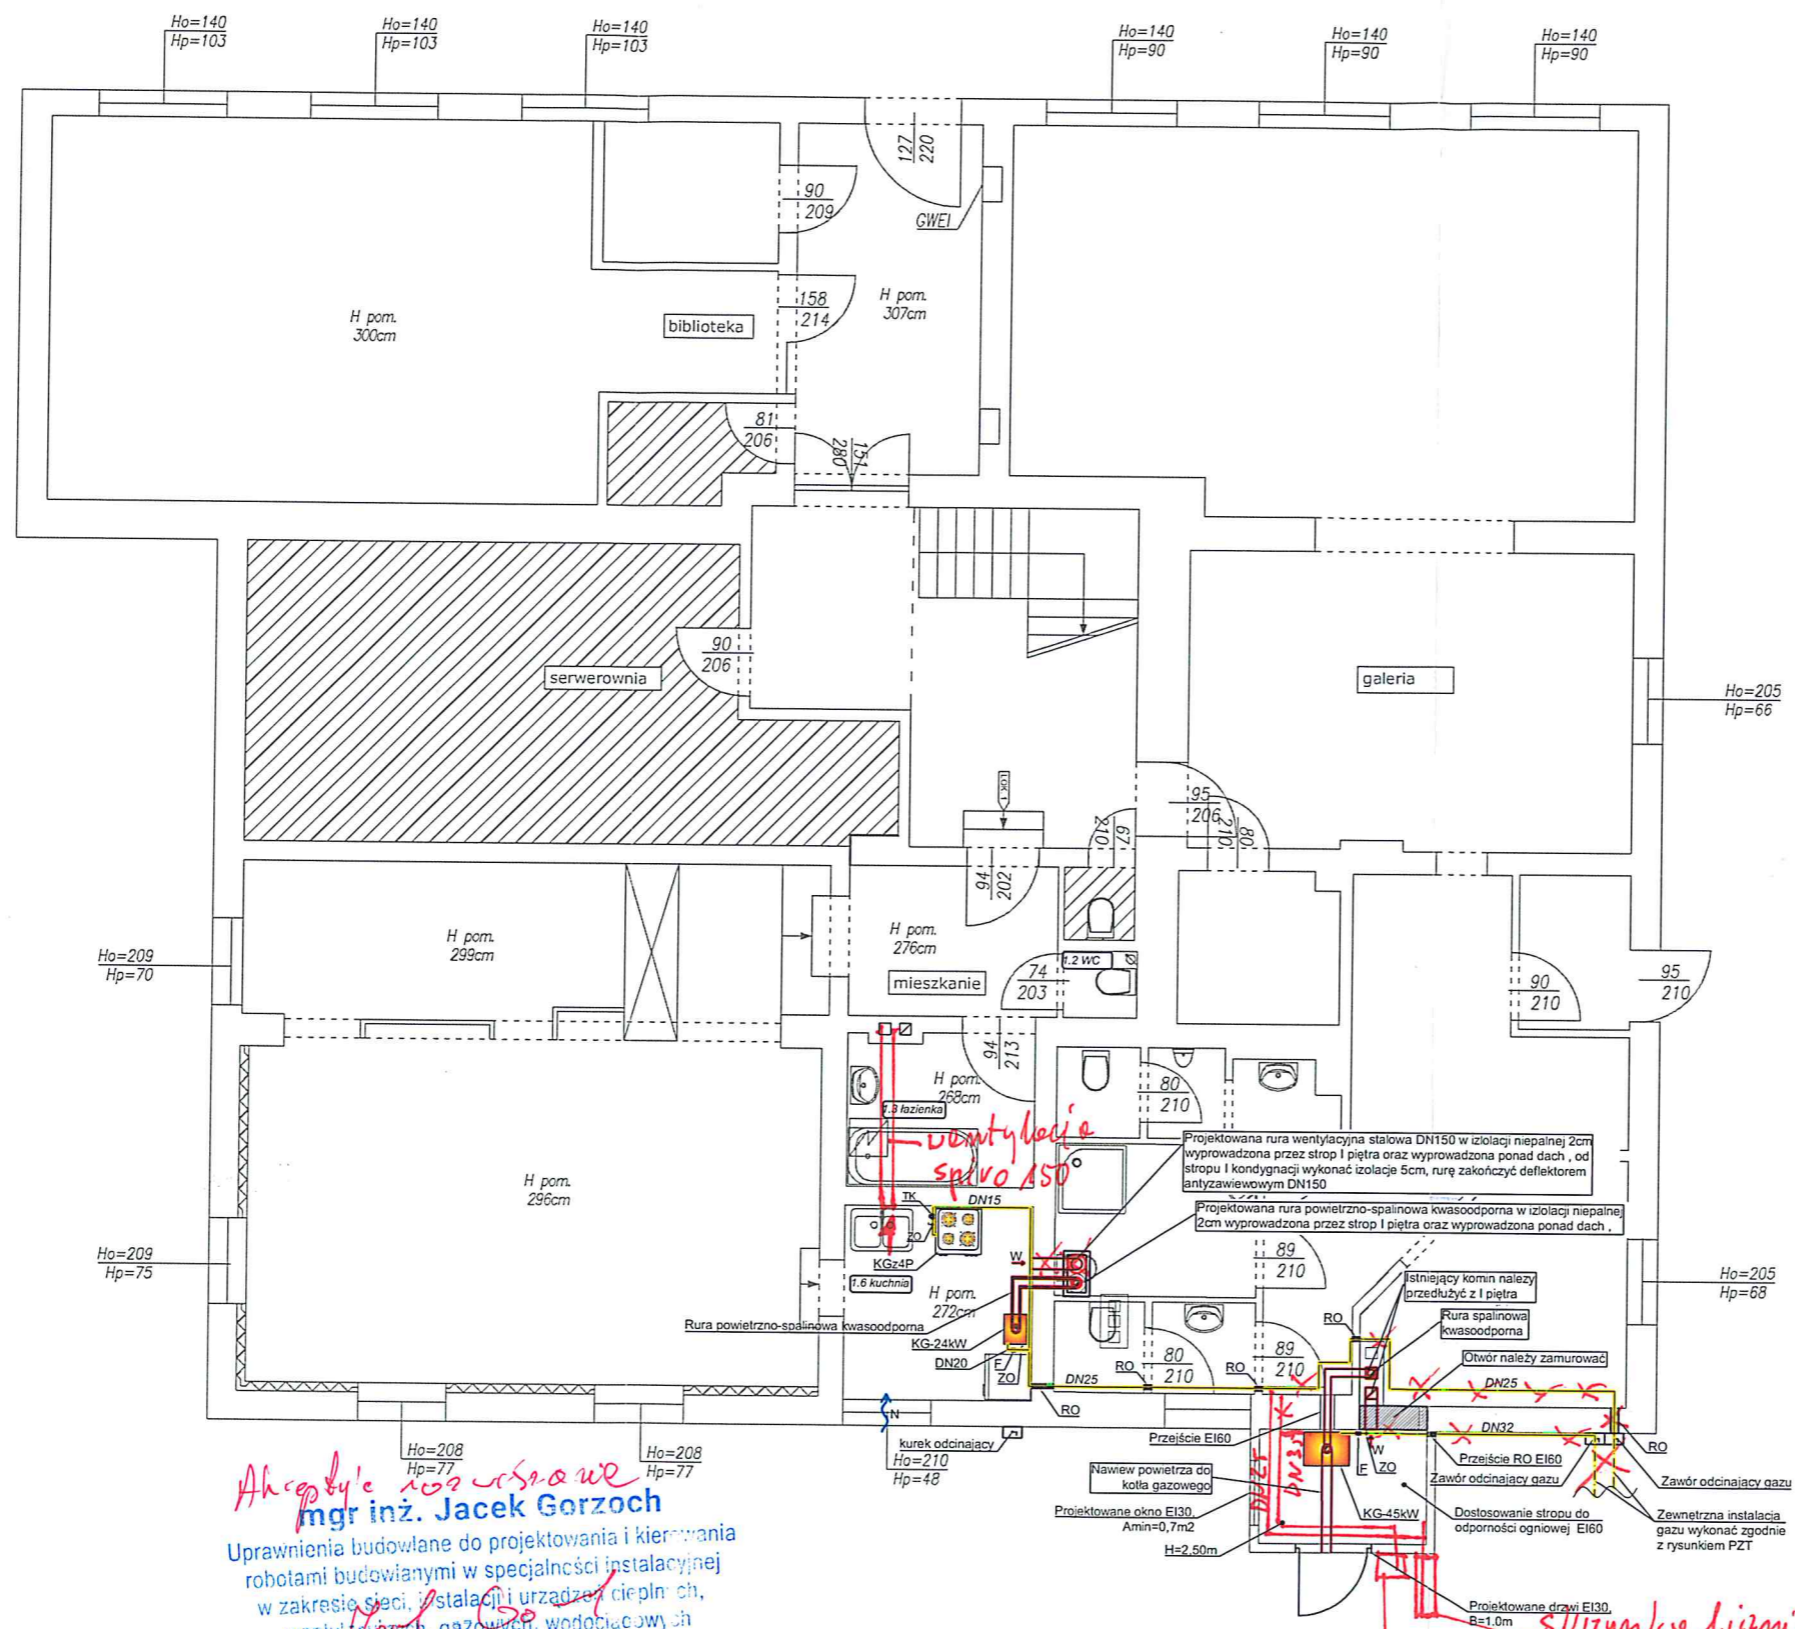 Ho=140
Hp=103
Ho=140
Hp=103
Ho=140
Hp=103
Ho=140
Hp=90
Ho=140
Hp=90
Ho=140
Hp=90
127
220
90
209
GWEI
158
214
H pom.
300cm
biblioteka
H pom.
307cm
81
206
151
280
90
206
serwerownia
galeria
Ho=205
Hp=66
95
206
67
210
80
210
94
202
H pom.
299cm
H pom.
276cm
mieszkanie
1.2 WC
74
203
Ho=209
Hp=70
90
210
95
210
94
213
H pom.
268cm
1.3 łazienka
80
210
wentylacja
spiro 150
Projektowana rura wentylacyjna stalowa DN150 w izlolacji niepalnej 2cm
wyprowadzona przez strop I piętra oraz wyprowadzona ponad dach , od
stropu I kondygnacji wykonać izolacje 5cm, rurę zakończyć deflektorem
antyzawiewowym DN150
H pom.
296cm
TK
DN15
ZO
KGz4P
Projektowana rura powietrzno-spalinowa kwasoodporna w izolacji niepalnej
2cm wyprowadzona przez strop I piętra oraz wyprowadzona ponad dach ,
W
1.6 kuchnia
89
210
Ho=209
Hp=75
H pom.
272cm
Istniejący komin nalezy
przedłużyć z I piętra
Ho=205
Hp=68
Rura powietrzno-spalinowa kwasoodporna
RO
Rura spalinowa
kwasoodporna
KG-24kW
DN20
F
ZO
DN25
RO
80
210
RO
89
210
Otwór należy zamurować
DN25
RO
N
DN32
kurek odcinający
Przejście EI60
RO
W
ZO
F
Przejście RO EI60
Ho=208
Hp=77
Ho=208
Hp=77
Ho=210
Hp=48
Nawiew powietrza do
kotła gazowego
DN25
Zawór odcinający gazu
Zawór odcinający gazu
Projektowane okno EI30,
Amin=0,7m2
KG-45kW
Dostosowanie stropu do
odporności ogniowej EI60
Zewnętrzna instalacja
gazu wykonać zgodnie
z rysunkiem PZT
H=2,50m
Projektowane drzwi EI30,
B=1.0m
Akceptuje rozwiązanie
mgr inż. Jacek Gorzoch
Uprawnienia budowlane do projektowania i kierowania
robotami budowianymi w specjalności instalacyjnej
w zakresie sieci, instalacji i urządzeń cieplnych,
gazowych, wodociągowych